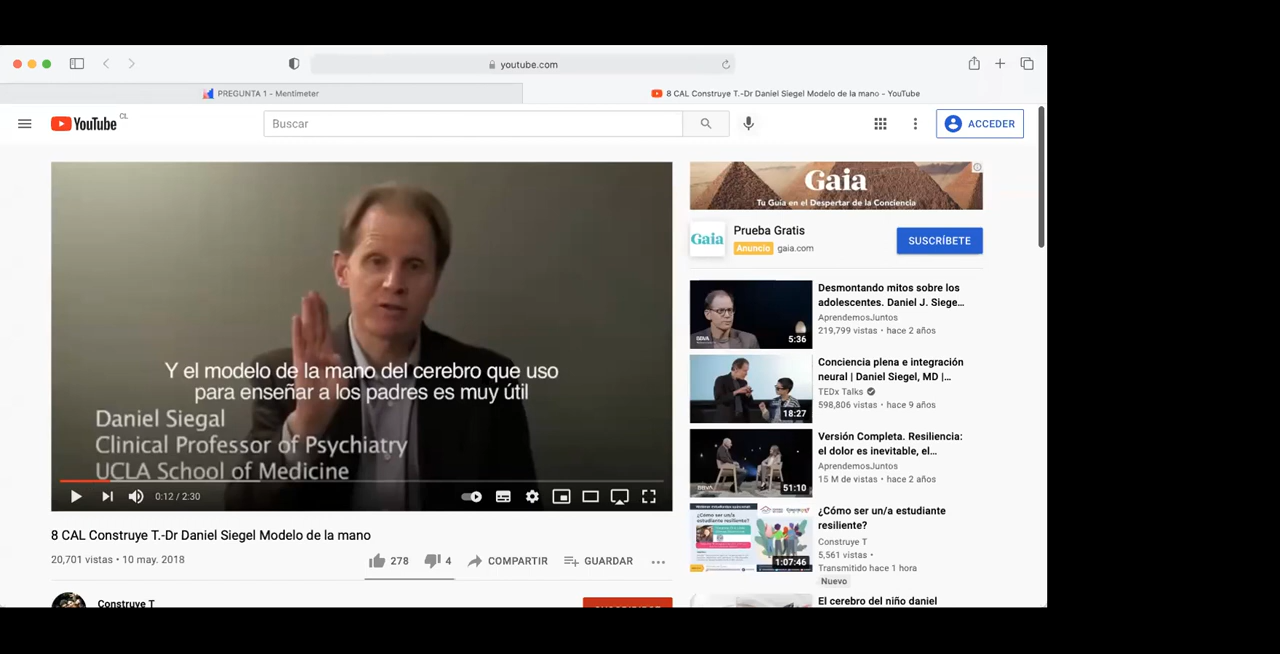 youtube.com
PREGUNTA 1 - Mentimeter
8 CAL Construye T.-Dr Daniel Siegel Modelo de la mano - YouTube
YouTube CL
Buscar
ACCEDER
Y el modelo de la mano del cerebro que uso
para enseñar a los padres es muy útil
Daniel Siegal
Clinical Professor of Psychiatry
UCLA School of Medicine
0:12 / 2:30
8 CAL Construye T.-Dr Daniel Siegel Modelo de la mano
20,701 vistas • 10 may. 2018
278
4
COMPARTIR
GUARDAR
Construye T
Gaia
Tu Guía en el Despertar de la Conciencia
Gaia
Prueba Gratis
Anuncio gaia.com
SUSCRÍBETE
5:36
Desmontando mitos sobre los
adolescentes. Daniel J. Siege...
AprendemosJuntos
219,799 vistas • hace 2 años
18:27
Conciencia plena e integración
neural | Daniel Siegel, MD |...
TEDx Talks
598,806 vistas • hace 9 años
51:10
Versión Completa. Resiliencia:
el dolor es inevitable, el...
AprendemosJuntos
15 M de vistas • hace 2 años
1:07:46
¿Cómo ser un/a estudiante
resiliente?
Construye T
5,561 vistas •
Transmitido hace 1 hora
Nuevo
El cerebro del niño daniel